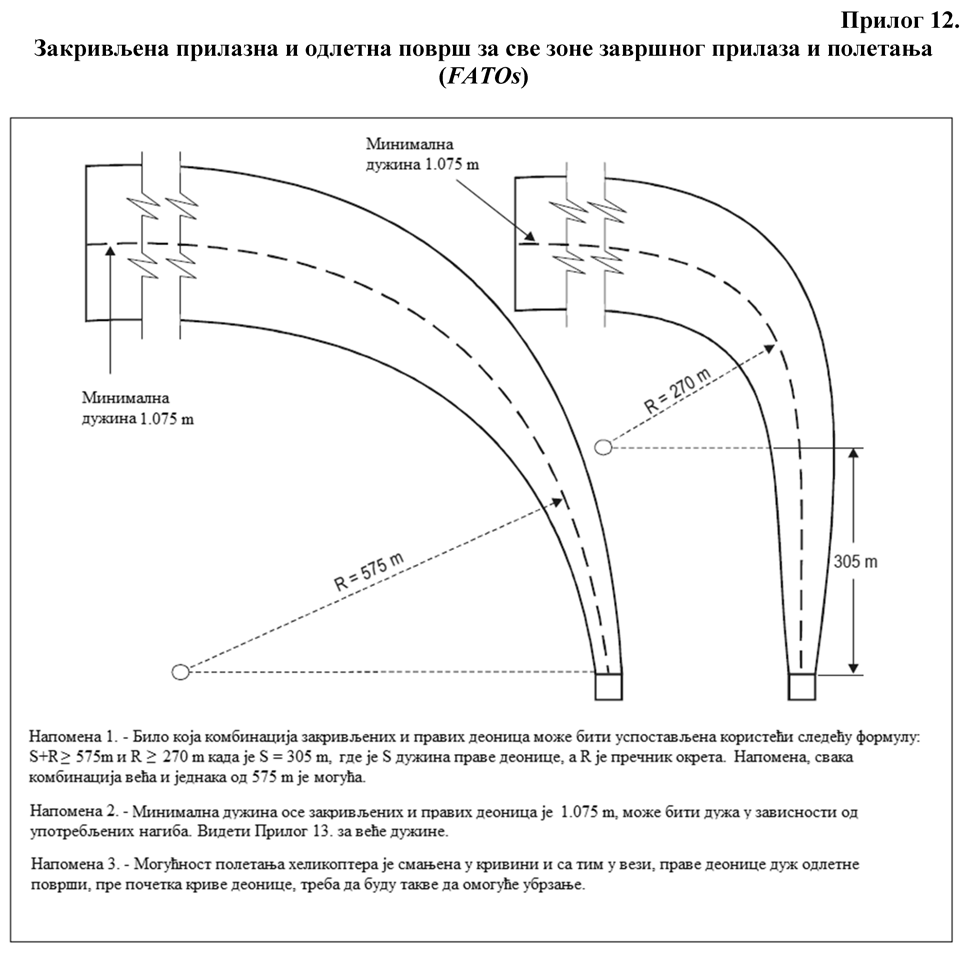 Прилог 12.
Закривљена прилазна и одлетна површ за све зоне завршног прилаза и полетања
(FATOs)
Минимална
дужина 1.075 m
Минимална
дужина 1.075 m
R = 270 m
305 m
R = 575 m
Напомена 1. - Било која комбинација закривљених и правих деоница може бити успостављена користећи следећу формулу:
S+R ≥ 575m и R ≥ 270 m када је S = 305 m, где је S дужина праве деонице, а R је пречник окрета. Напомена, свака
комбинација већа и једнака од 575 m је могућа.
Напомена 2. - Минимална дужина осе закривљених и правих деоница је 1.075 m, може бити дужа у зависности од
употребљених нагиба. Видети Прилог 13. за веће дужине.
Напомена 3. - Могућност полетања хеликоптера је смањена у кривини и са тим у вези, праве деонице дуж одлетне
површи, пре почетка криве деонице, треба да буду такве да омогуће убрзање.